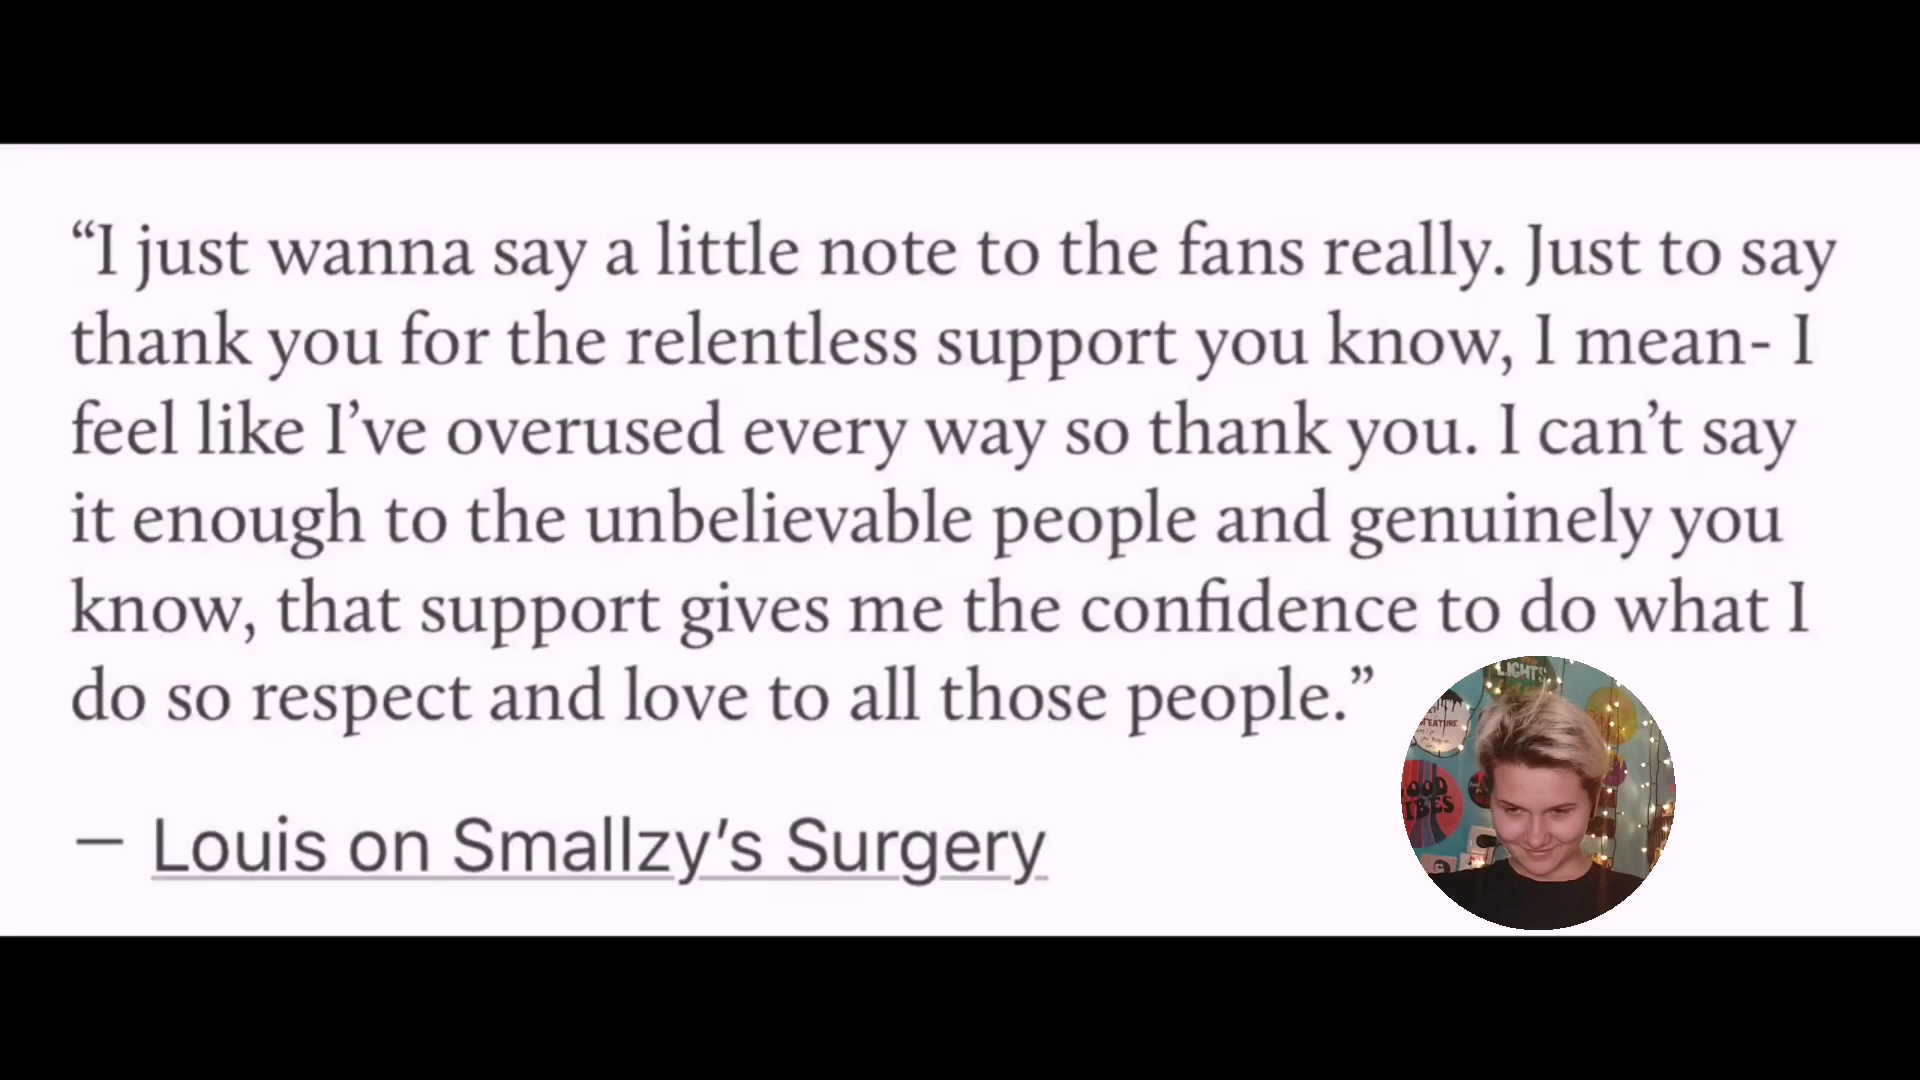 “I just wanna say a little note to the fans really. Just to say
thank you for the relentless support you know, I mean- I
feel like I’ve overused every way so thank you. I can’t say
it enough to the unbelievable people and genuinely you
know, that support gives me the confidence to do what I
do so respect and love to all those people.”
— Louis on Smallzy’s Surgery
LIGHTS